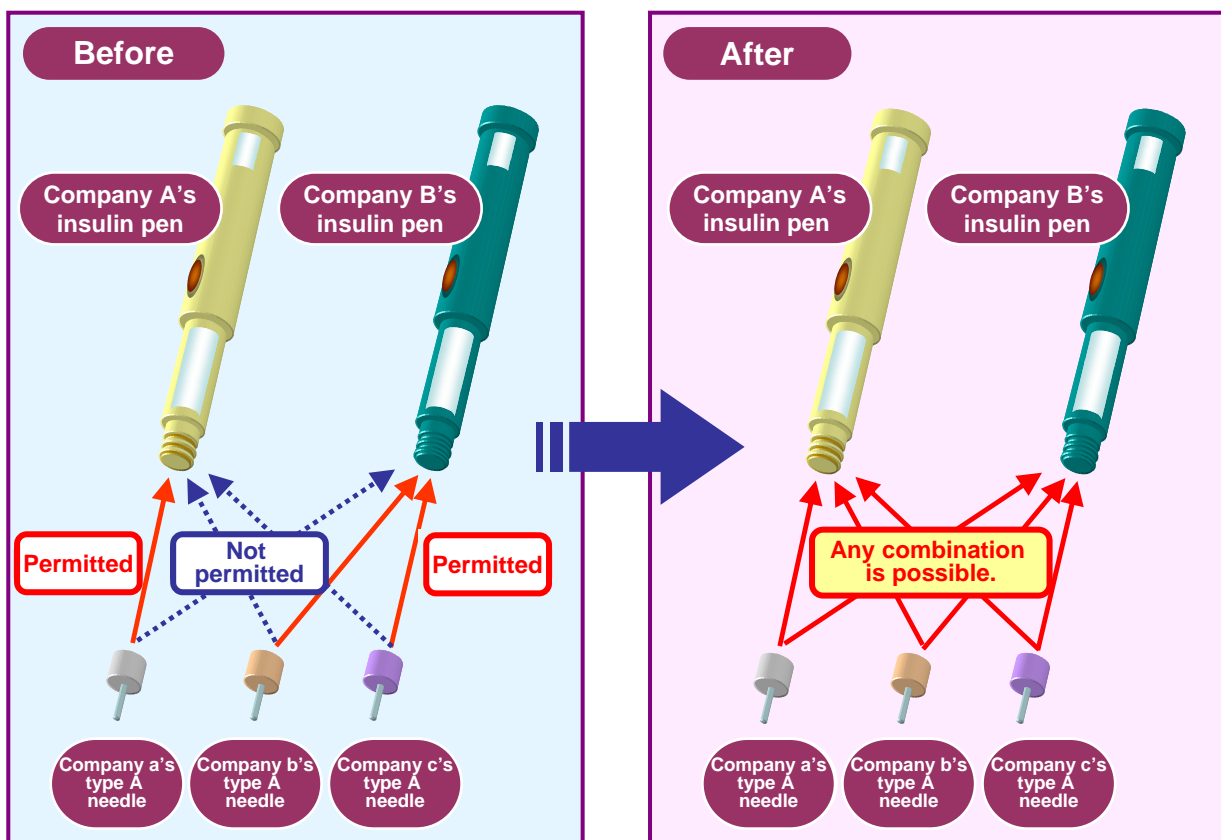 Before
Company A's
insulin pen
Company B's
insulin pen
Permitted
Not
permitted
Permitted
Company a's
type A
needle
Company b's
type A
needle
Company c's
type A
needle
After
Company A's
insulin pen
Company B's
insulin pen
Any combination
is possible.
Company a's
type A
needle
Company b's
type A
needle
Company c's
type A
needle